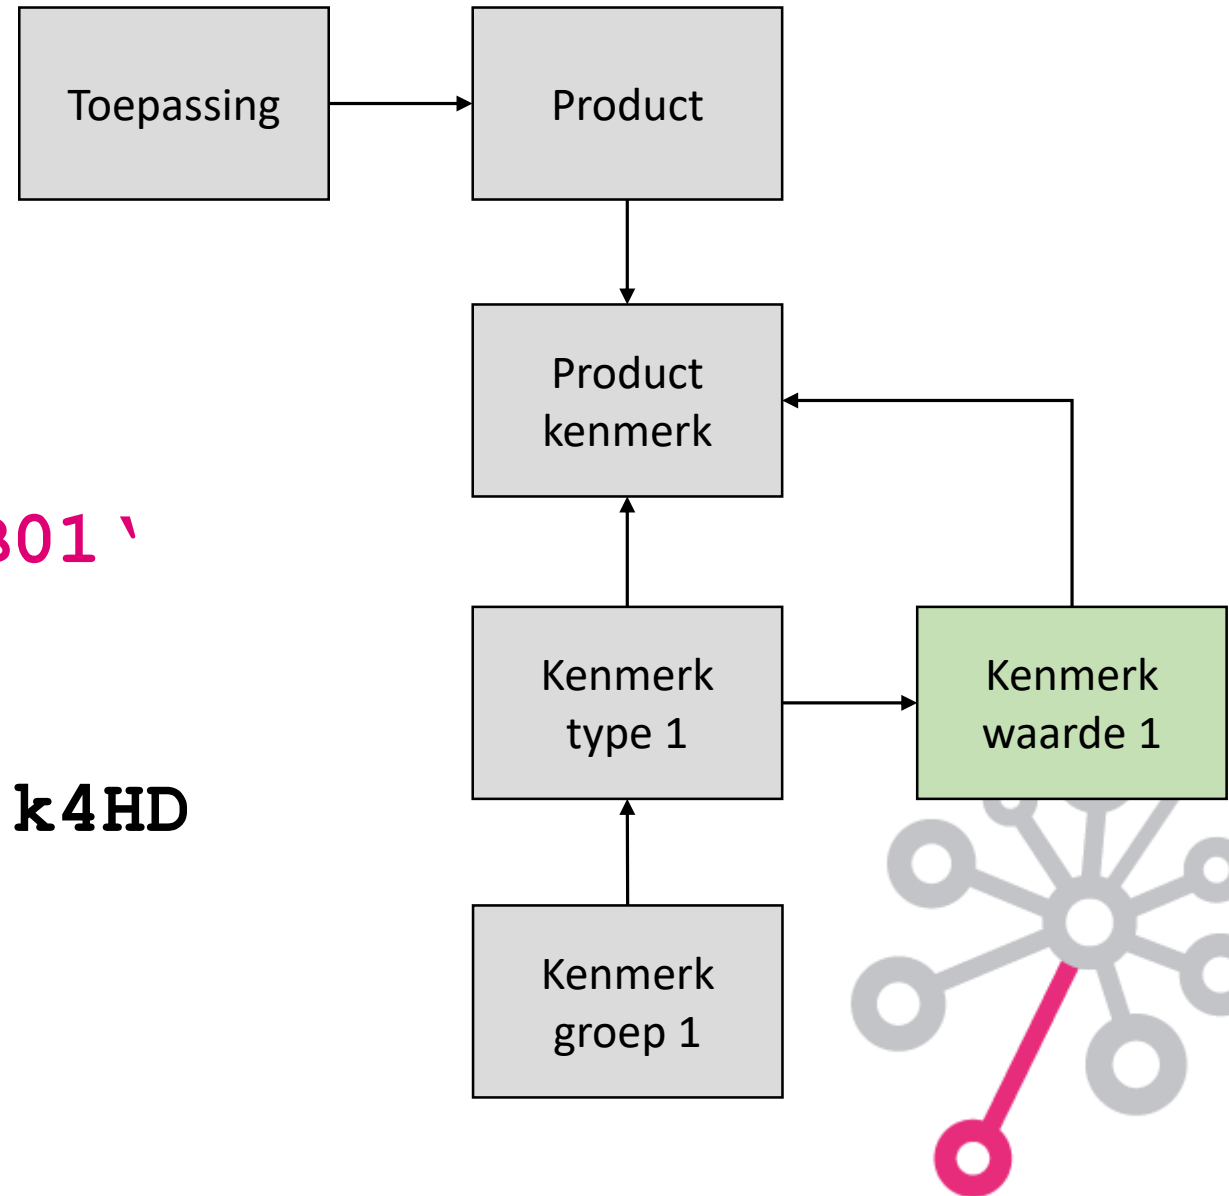 Toepassing
Product
Product
kenmerk
301‘
Kenmerk
type 1
Kenmerk
waarde 1
k4HD
Kenmerk
groep 1